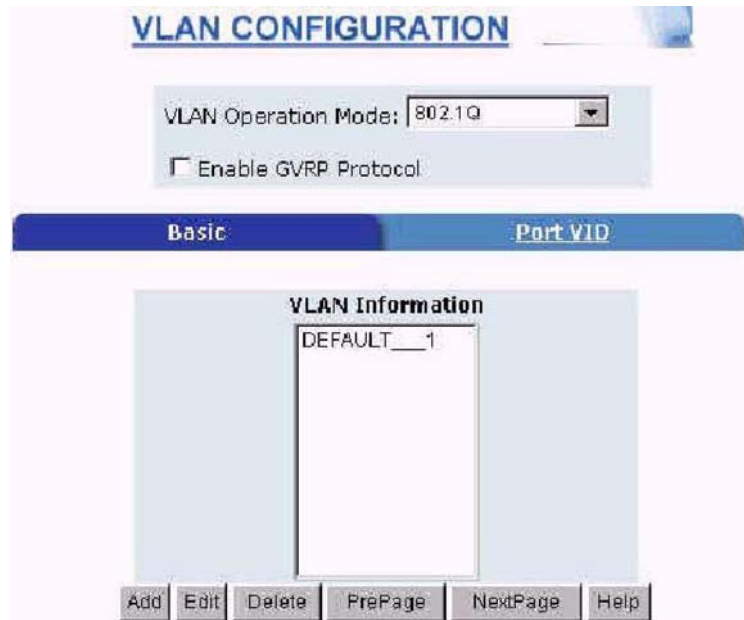 VLAN CONFIGURATION
VLAN Operation Mode: 802.1Q
Enable GVRP Protocol
Basic Port VID
VLAN Information
DEFAULT___1
Add Edit Delete PrePage NextPage Help